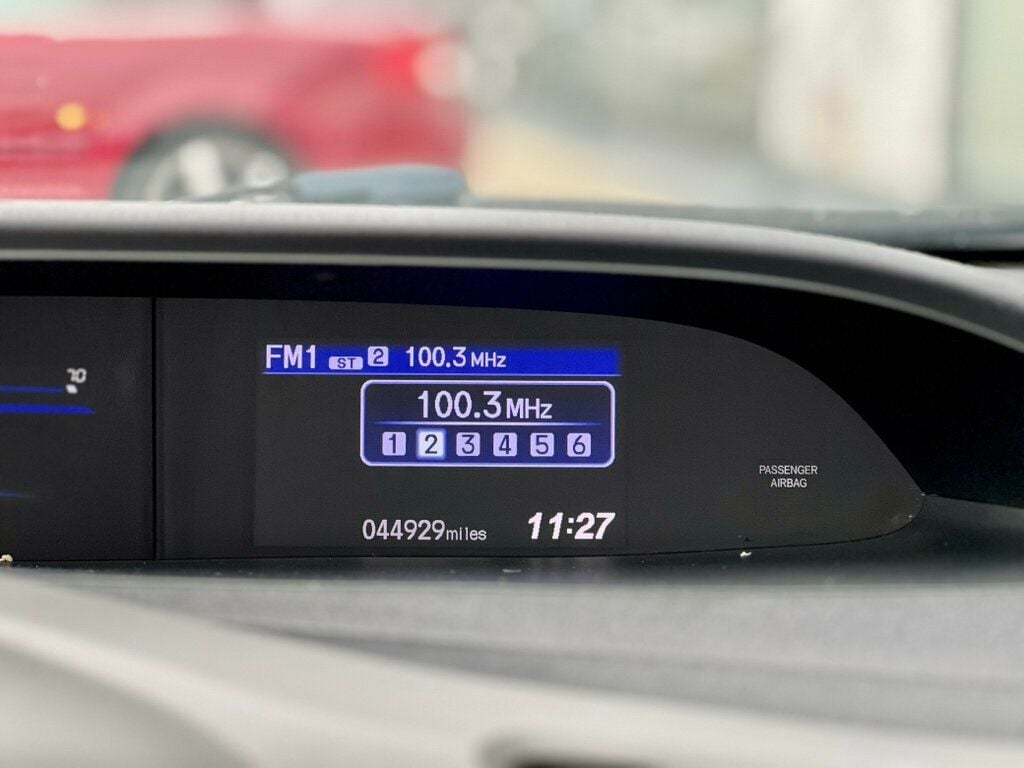 FM1 ST 2 100.3 MHz
100.3 MHz
1 2 3 4 5 6
PASSENGER
AIRBAG
044929 miles 11:27